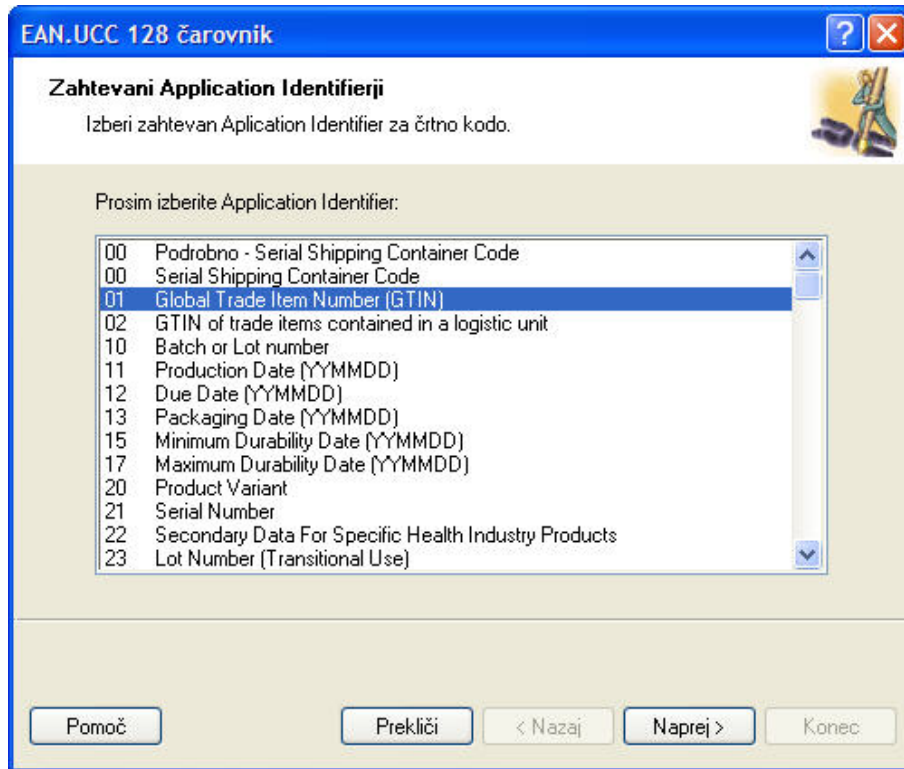 EAN.UCC 128 čarovnik
Zahtevani Application Identifierji
Izberi zahtevan Aplication Identifier za črtno kodo.
Prosim izberite Application Identifier:
00 Podrobno - Serial Shipping Container Code
00 Serial Shipping Container Code
01 Global Trade Item Number (GTIN)
02 GTIN of trade items contained in a logistic unit
10 Batch or Lot number
11 Production Date (YYMMDD)
12 Due Date (YYMMDD)
13 Packaging Date (YYMMDD)
15 Minimum Durability Date (YYMMDD)
17 Maximum Durability Date (YYMMDD)
20 Product Variant
21 Serial Number
22 Secondary Data For Specific Health Industry Products
23 Lot Number (Transitional Use)
Pomoč Prekliči < Nazaj Naprej > Konec